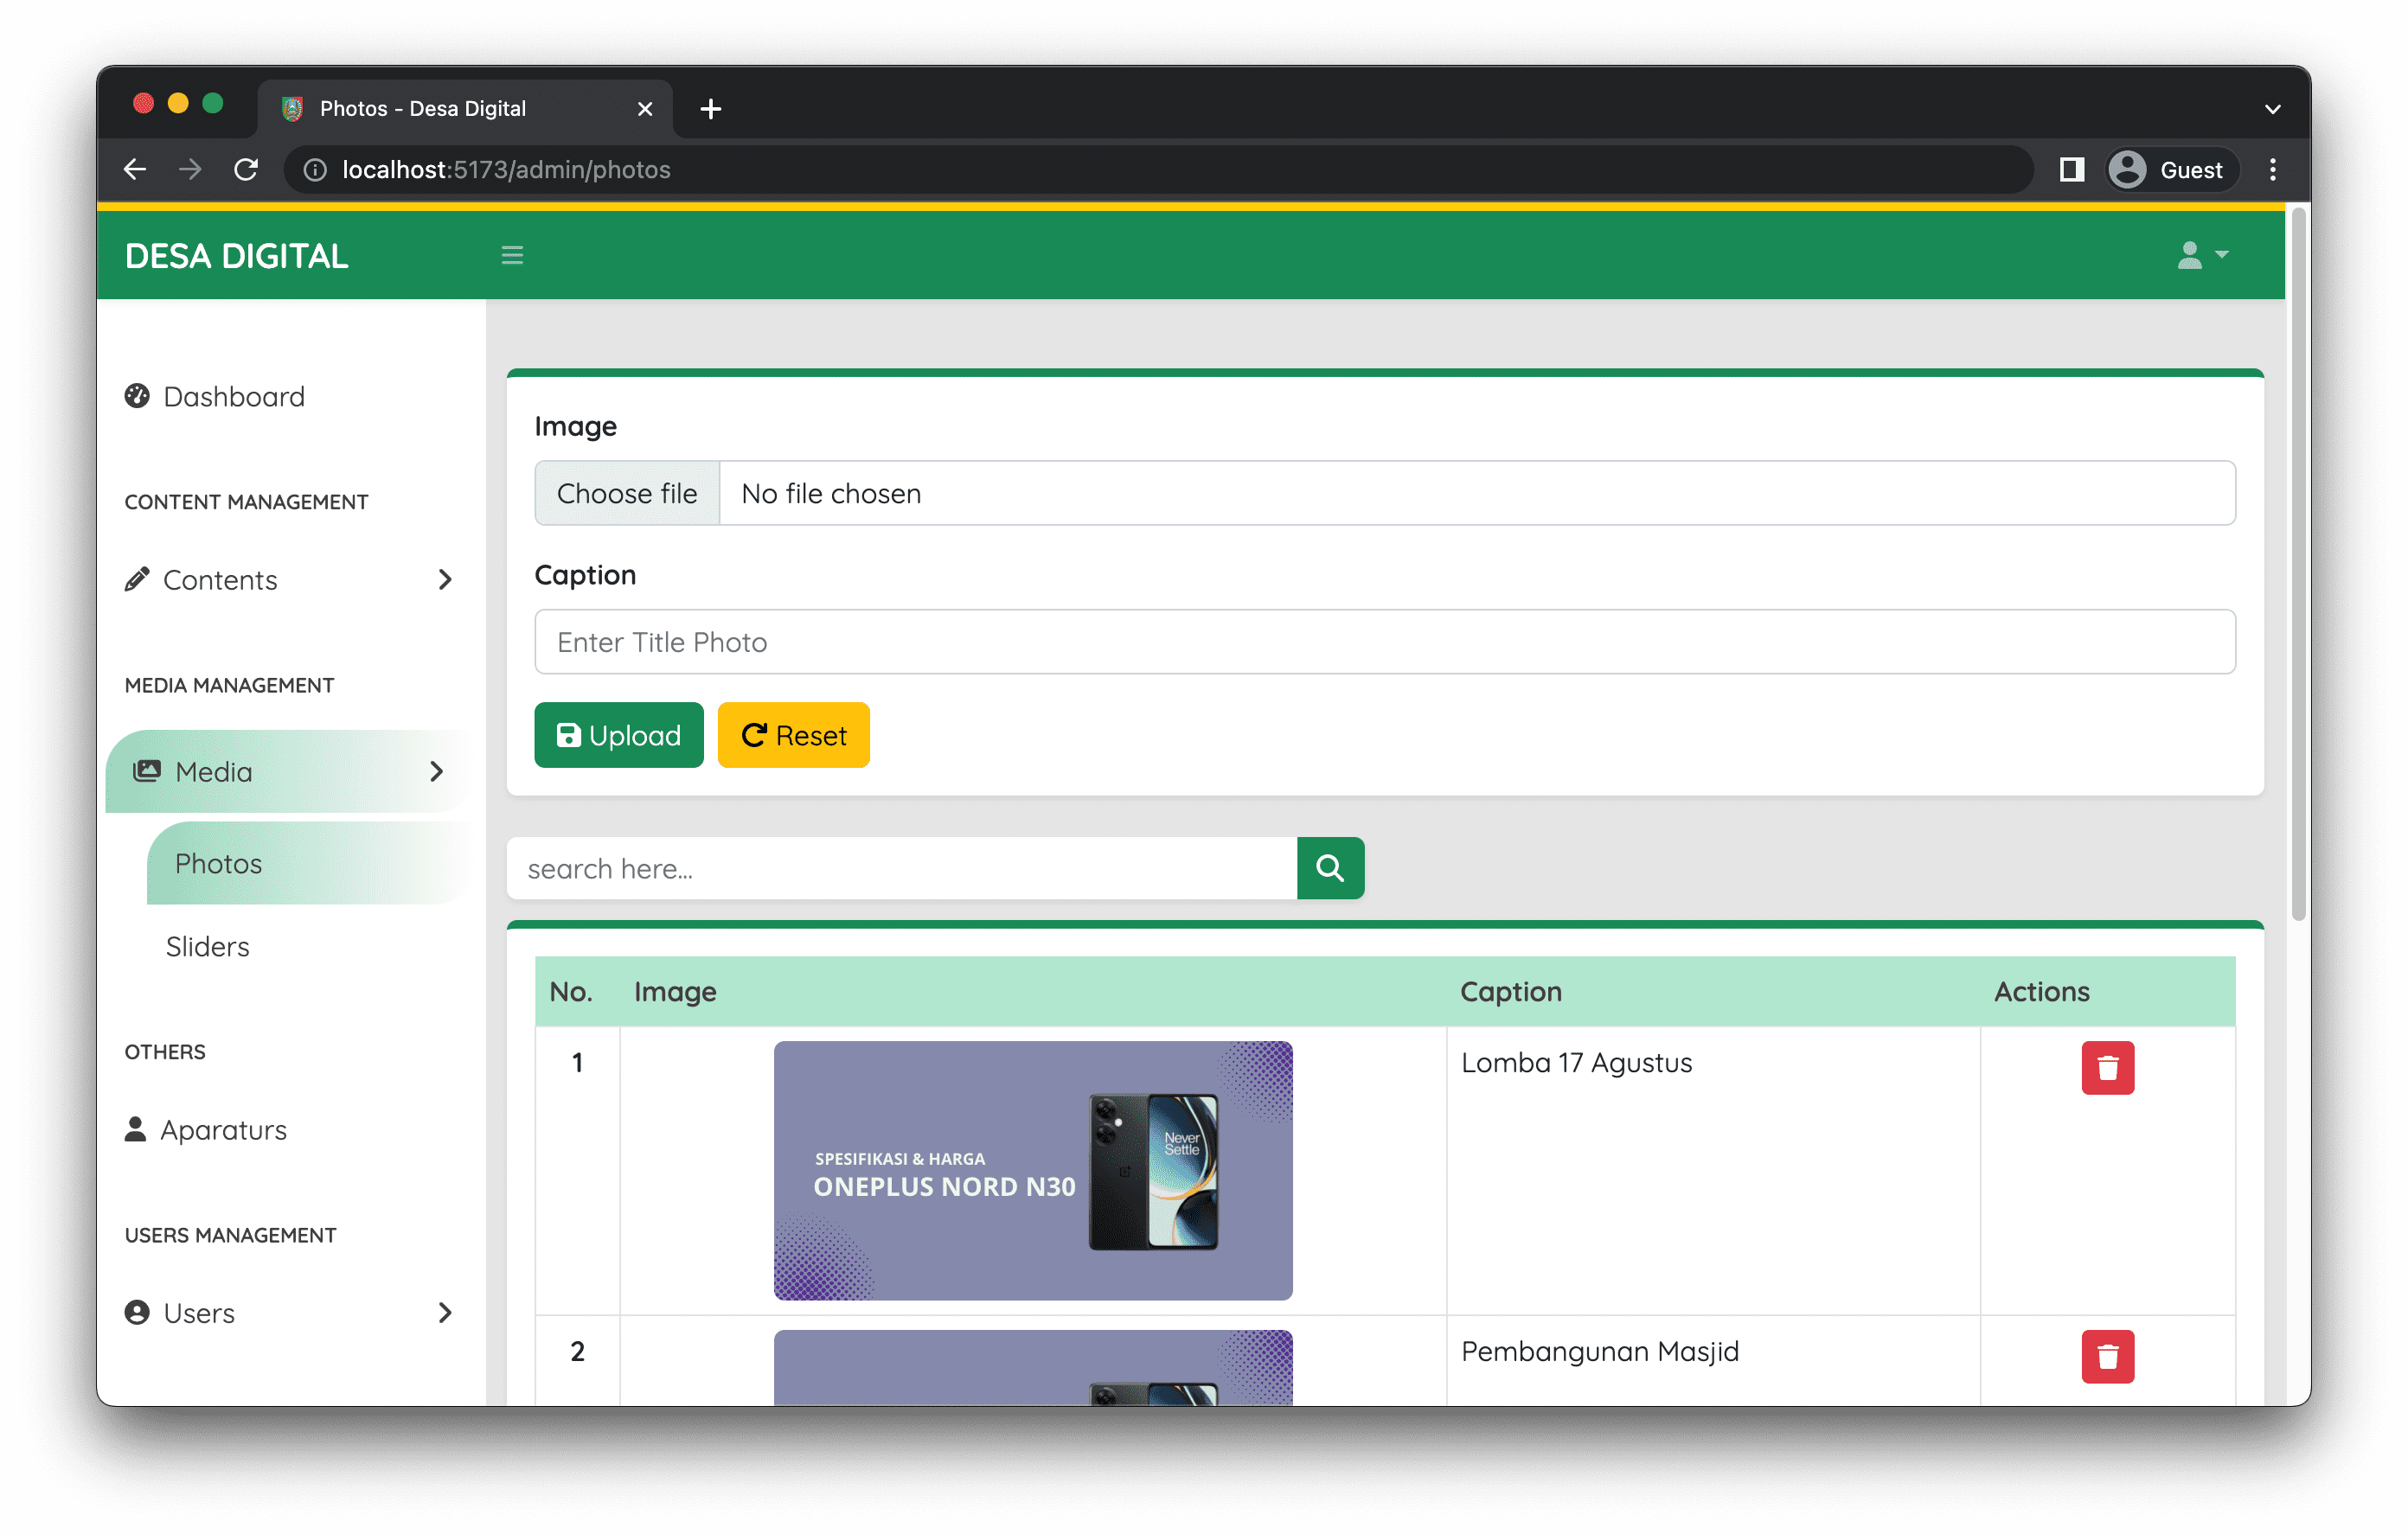 Photos - Desa Digital
localhost:5173/admin/photos
Guest
DESA DIGITAL
Dashboard
CONTENT MANAGEMENT
Contents
MEDIA MANAGEMENT
Media
Photos
Sliders
OTHERS
Aparaturs
USERS MANAGEMENT
Users
Image
Choose file
No file chosen
Caption
Enter Title Photo
Upload
Reset
search here...
No. Image Caption Actions
1
SPESIFIKASI & HARGA
ONEPLUS NORD N30
Never
Settle
Lomba 17 Agustus
2
Pembangunan Masjid